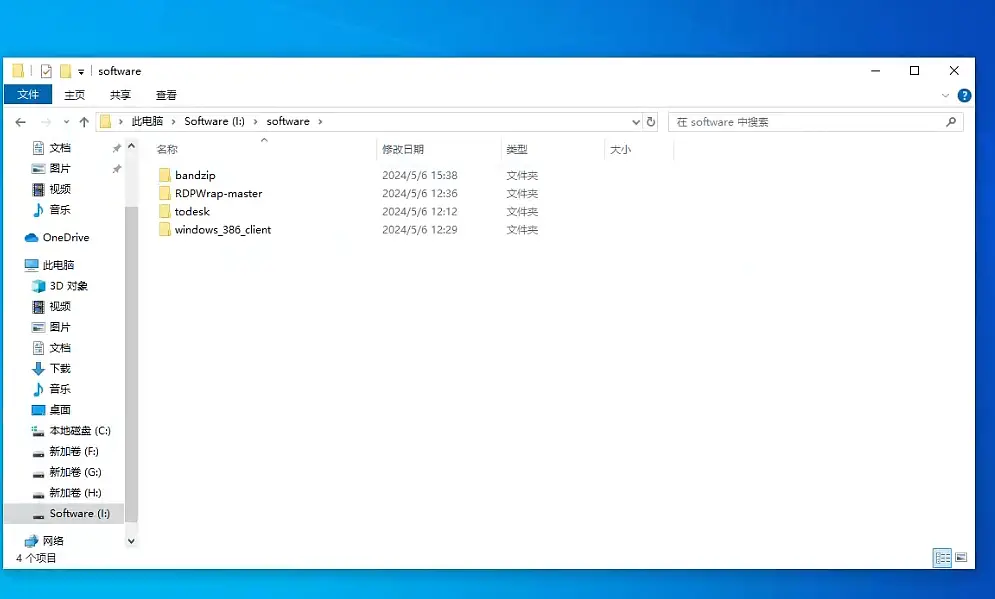 software
文件 主页 共享 查看
此电脑 Software (I:) software 在 software 中搜索
名称 修改日期 类型 大小
bandzip 2024/5/6 15:38 文件夹
RDPWrap-master 2024/5/6 12:36 文件夹
todesk 2024/5/6 12:12 文件夹
windows_386_client 2024/5/6 12:29 文件夹
文档
图片
视频
音乐
OneDrive
此电脑
3D 对象
视频
图片
文档
下载
音乐
桌面
本地磁盘 (C:)
新加卷 (F:)
新加卷 (G:)
新加卷 (H:)
Software (I:)
网络
4 个项目